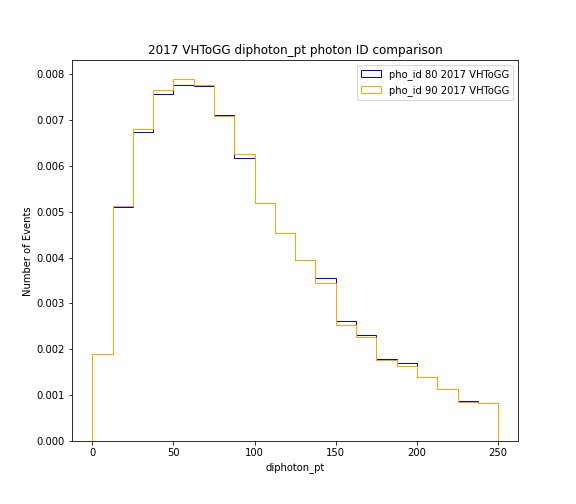 2017 VHToGG diphoton_pt photon ID comparison
pho_id 80 2017 VHToGG
pho_id 90 2017 VHToGG
0.008
0.007
0.006
0.005
0.004
0.003
0.002
0.001
0.000
Number of Events
0 50 100 150 200 250
diphoton_pt